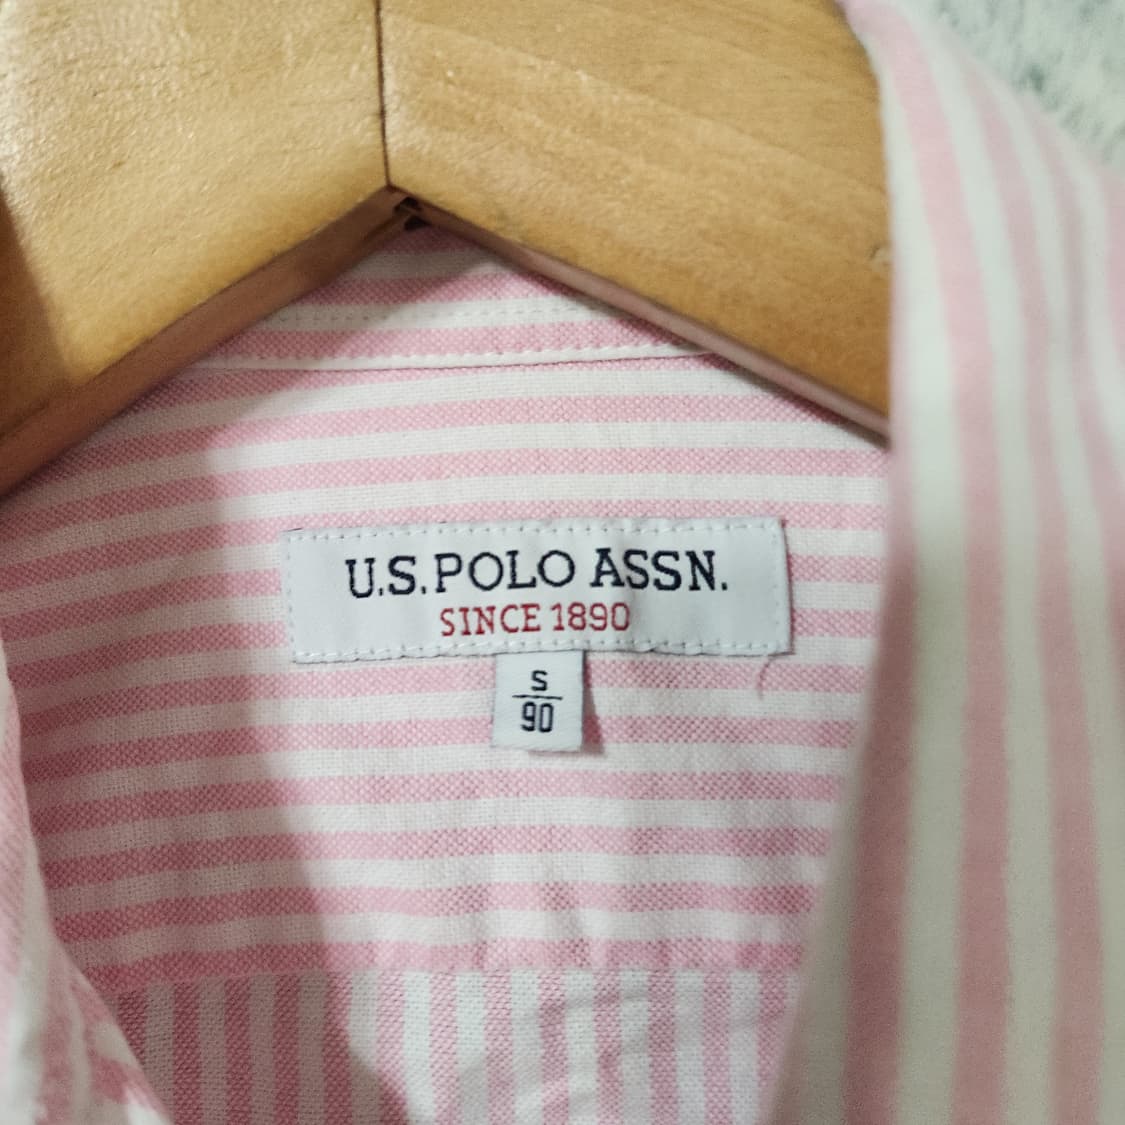 U.S. POLO ASSN.
SINCE 1890
S
90